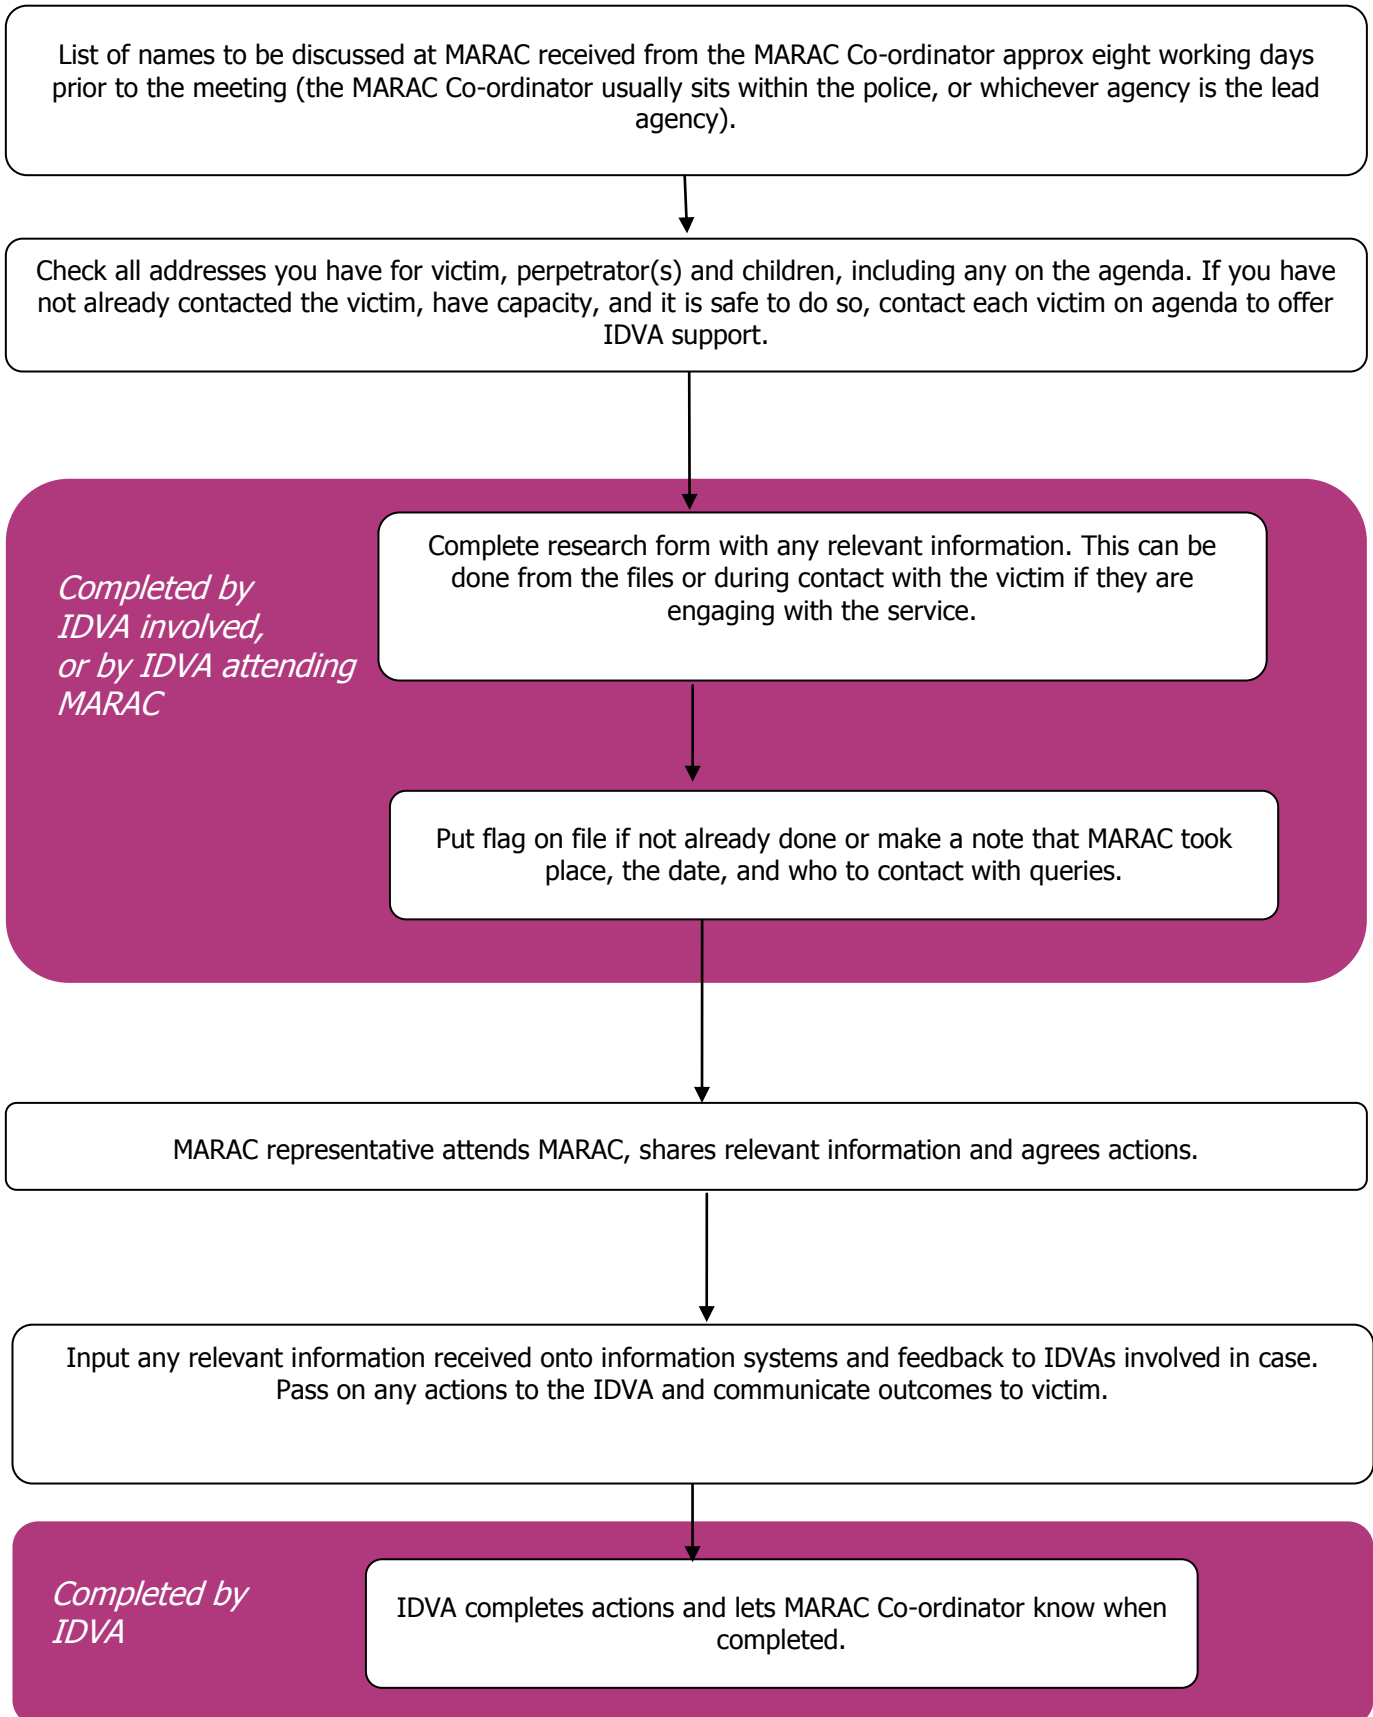 List of names to be discussed at MARAC received from the MARAC Co-ordinator approx eight working days
prior to the meeting (the MARAC Co-ordinator usually sits within the police, or whichever agency is the lead
agency).
Check all addresses you have for victim, perpetrator(s) and children, including any on the agenda. If you have
not already contacted the victim, have capacity, and it is safe to do so, contact each victim on agenda to offer
IDVA support.
Completed by
IDVA involved,
or by IDVA attending
MARAC
Complete research form with any relevant information. This can be
done from the files or during contact with the victim if they are
engaging with the service.
Put flag on file if not already done or make a note that MARAC took
place, the date, and who to contact with queries.
MARAC representative attends MARAC, shares relevant information and agrees actions.
Input any relevant information received onto information systems and feedback to IDVAs involved in case.
Pass on any actions to the IDVA and communicate outcomes to victim.
Completed by
IDVA
IDVA completes actions and lets MARAC Co-ordinator know when
completed.